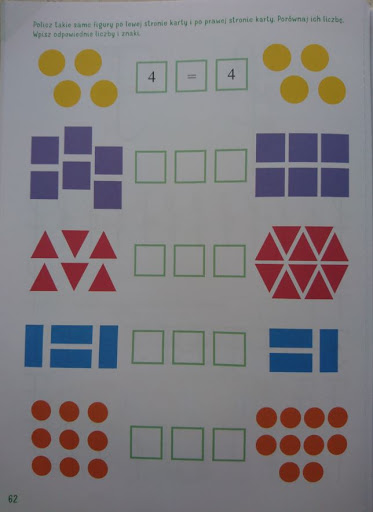 Policz takie same figury po lewej stronie karty i po prawej stronie karty. Porównaj ich liczbę.
Wpisz odpowiednie liczby i znaki.
4 = 4
62